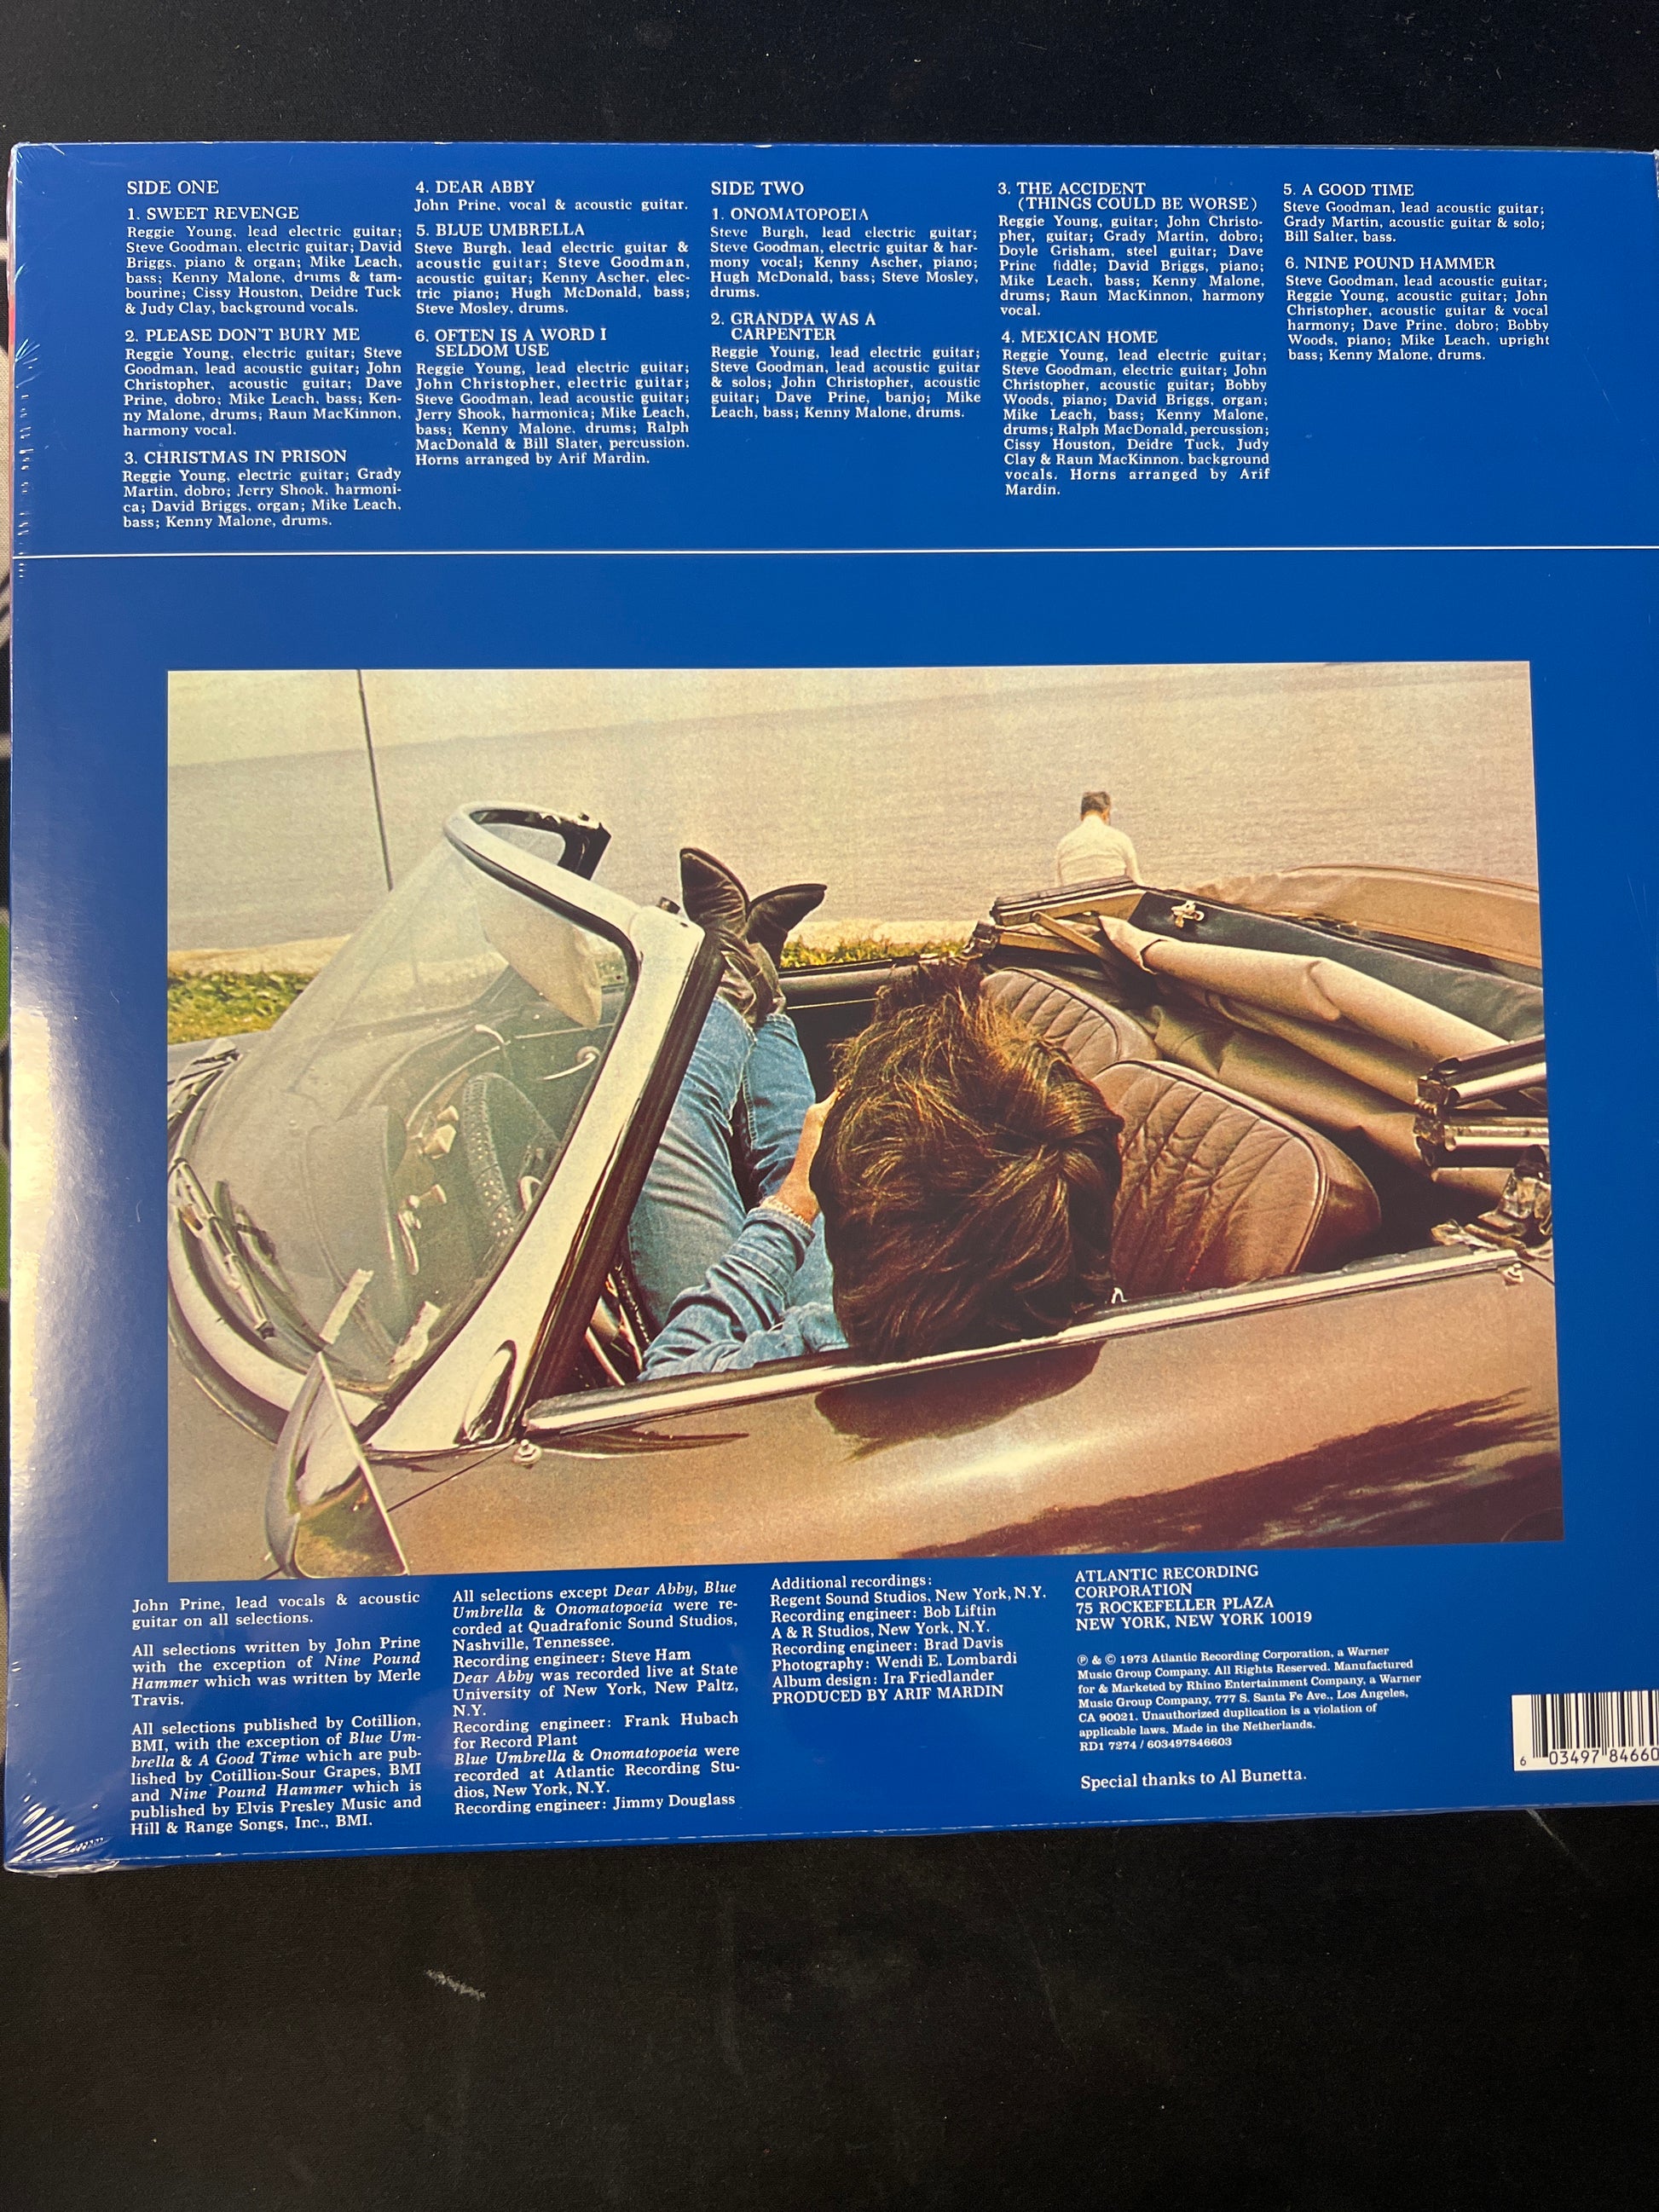 SIDE ONE
1. SWEET REVENGE
Reggie Young, lead electric guitar;
Steve Goodman, electric guitar; David
Briggs, piano & organ; Mike Leach,
bass; Kenny Malone, drums & tam-
bourine; Cissy Houston, Deidre Tuck
& Judy Clay, background vocals.
2. PLEASE DON'T BURY ME
Reggie Young, electric guitar; Steve
Goodman, lead acoustic guitar; John
Christopher, acoustic guitar; Dave
Prine, dobro; Mike Leach, bass; Ken-
ny Malone, drums; Raun MacKinnon,
harmony vocal.
3. CHRISTMAS IN PRISON
Reggie Young, electric guitar; Grady
Martin, dobro; Jerry Shook, harmoni-
ca; David Briggs, organ; Mike Leach,
bass; Kenny Malone, drums.
4. DEAR ABBY
John Prine, vocal & acoustic guitar.
5. BLUE UMBRELLA
Steve Burgh, lead electric guitar &
acoustic guitar; Steve Goodman,
acoustic guitar; Kenny Ascher, elec-
tric piano; Hugh McDonald, bass;
Steve Mosley, drums.
6. OFTEN IS A WORD I
SELDOM USE
Reggie Young, lead electric guitar;
John Christopher, electric guitar;
Steve Goodman, lead acoustic guitar;
Jerry Shook, harmonica; Mike Leach,
bass; Kenny Malone, drums; Ralph
MacDonald & Bill Slater, percussion.
Horns arranged by Arif Mardin.
SIDE TWO
1. ONOMATOPOEIA
Steve Burgh, lead electric guitar;
Steve Goodman, electric guitar & har-
mony vocal; Kenny Ascher, piano;
Hugh McDonald, bass; Steve Mosley,
drums.
2. GRANDPA WAS A
CARPENTER
Reggie Young, lead electric guitar;
Steve Goodman, lead acoustic guitar
& solos; John Christopher, acoustic
guitar; Dave Prine, banjo; Mike
Leach, bass; Kenny Malone, drums.
3. THE ACCIDENT
(THINGS COULD BE WORSE)
Reggie Young, guitar; John Christo-
pher, guitar; Grady Martin, dobro;
Doyle Grisham, steel guitar; Dave
Prine fiddle; David Briggs, piano;
Mike Leach, bass; Kenny Malone,
drums; Raun MacKinnon, harmony
vocal.
4. MEXICAN HOME
Reggie Young, lead electric guitar;
Steve Goodman, electric guitar; John
Christopher, acoustic guitar; Bobby
Woods, piano; David Briggs, organ;
Mike Leach, bass; Kenny Malone,
drums; Ralph MacDonald, percussion;
Cissy Houston, Deidre Tuck, Judy
Clay & Raun MacKinnon, background
vocals. Horns arranged by Arif
Mardin.
5. A GOOD TIME
Steve Goodman, lead acoustic guitar;
Grady Martin, acoustic guitar & solo;
Bill Salter, bass.
6. NINE POUND HAMMER
Steve Goodman, lead acoustic guitar;
Reggie Young, acoustic guitar; John
Christopher, acoustic guitar & vocal
harmony; Dave Prine, dobro; Bobby
Woods, piano; Mike Leach, upright
bass; Kenny Malone, drums.
John Prine, lead vocals & acoustic
guitar on all selections.
All selections written by John Prine
with the exception of Nine Pound
Hammer which was written by Merle
Travis.
All selections published by Cotillion,
BMI, with the exception of Blue Um-
brella & A Good Time which are pub-
lished by Cotillion-Sour Grapes, BMI
and Nine Pound Hammer which is
published by Elvis Presley Music and
Hill & Range Songs, Inc., BMI.
All selections except Dear Abby, Blue
Umbrella & Onomatopoeia were re-
corded at Quadrafonic Sound Studios,
Nashville, Tennessee.
Recording engineer: Steve Ham
Dear Abby was recorded live at State
University of New York, New Paltz,
N.Y.
Recording engineer: Frank Hubach
for Record Plant
Blue Umbrella & Onomatopoeia were
recorded at Atlantic Recording Stu-
dios, New York, N.Y.
Recording engineer: Jimmy Douglass
Additional recordings:
Regent Sound Studios, New York, N.Y.
Recording engineer: Bob Liftin
A & R Studios, New York, N.Y.
Recording engineer: Brad Davis
Photography: Wendi E. Lombardi
Album design: Ira Friedlander
PRODUCED BY ARIF MARDIN
ATLANTIC RECORDING
CORPORATION
75 ROCKEFELLER PLAZA
NEW YORK, NEW YORK 10019
℗ & © 1973 Atlantic Recording Corporation, a Warner
Music Group Company. All Rights Reserved. Manufactured
for & Marketed by Rhino Entertainment Company, a Warner
Music Group Company, 777 S. Santa Fe Ave., Los Angeles,
CA 90021. Unauthorized duplication is a violation of
applicable laws. Made in the Netherlands.
RD1 7274 / 603497846603
Special thanks to Al Bunetta.
6 03497 84660